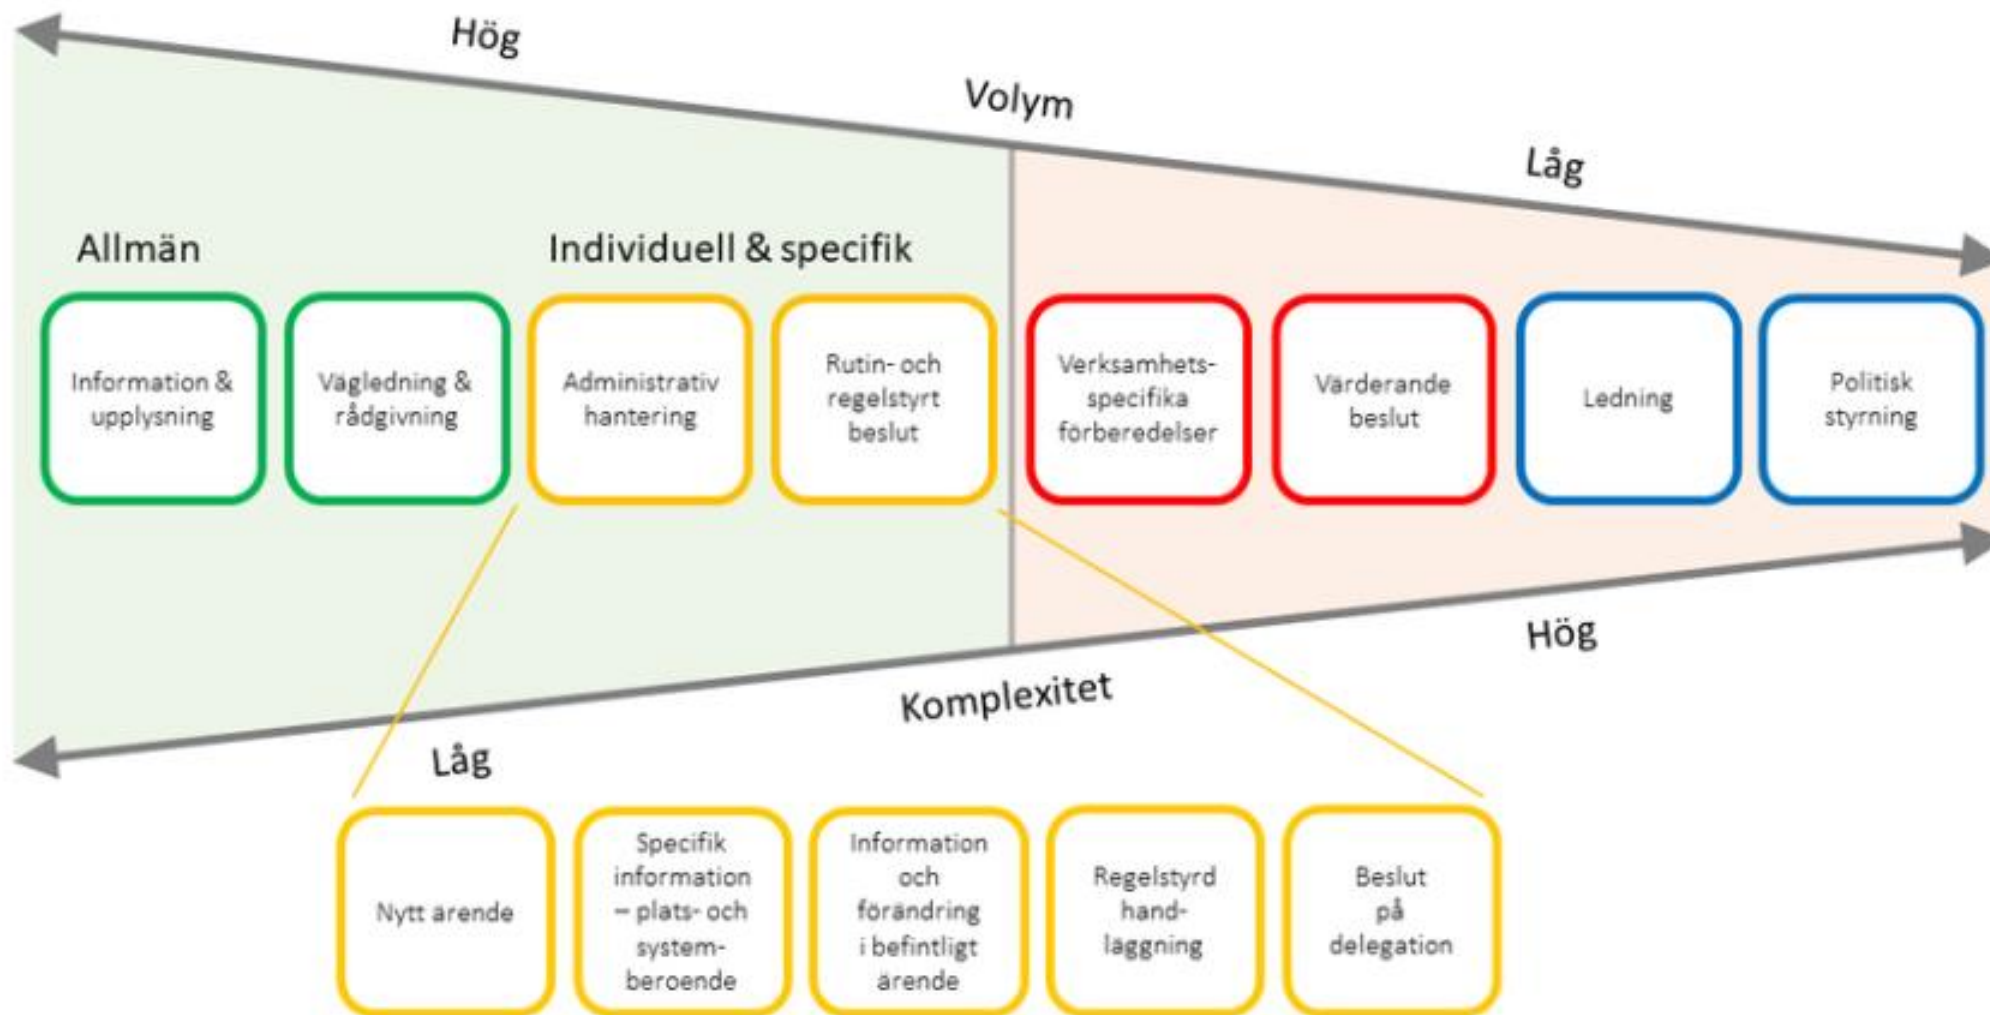 Hög
Volym
Låg
Allmän
Individuell & specifik
Information &
upplysning
Vägledning &
rådgivning
Administrativ
hantering
Rutin- och
regelstyrt
beslut
Verksamhets-
specifika
förberedelser
Värderande
beslut
Ledning
Politisk
styrning
Hög
Komplexitet
Låg
Nytt ärende
Specifik
information
– plats- och
system-
beroende
Information
och
förändring
i befintligt
ärende
Regelstyrd
hand-
läggning
Beslut
på
delegation